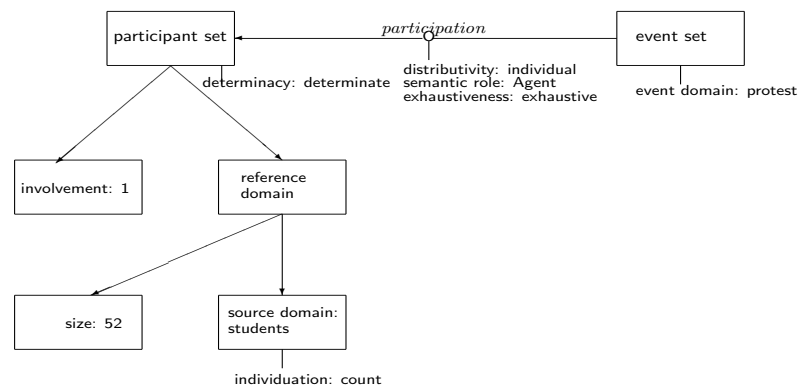 participation
participant set
event set
determinacy: determinate
distributivity: individual
semantic role: Agent
exhaustiveness: exhaustive
event domain: protest
involvement: 1
reference
domain
size: 52
source domain:
students
individuation: count